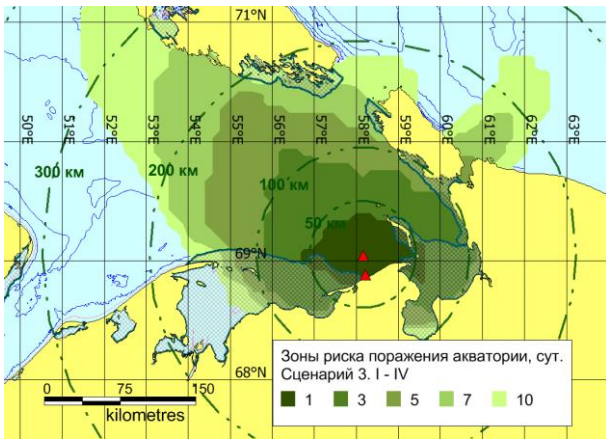 71°N
50°E
51°E
52°E
53°E
54°E
55°E
56°E
57°E
58°E
59°E
60°E
61°E
62°E
63°E
300 км
200 км
100 км
50 км
69°N
68°N
0 75 150
kilometres
Зоны риска поражения акватории, сут.
Сценарий 3. I - IV
1 3 5 7 10